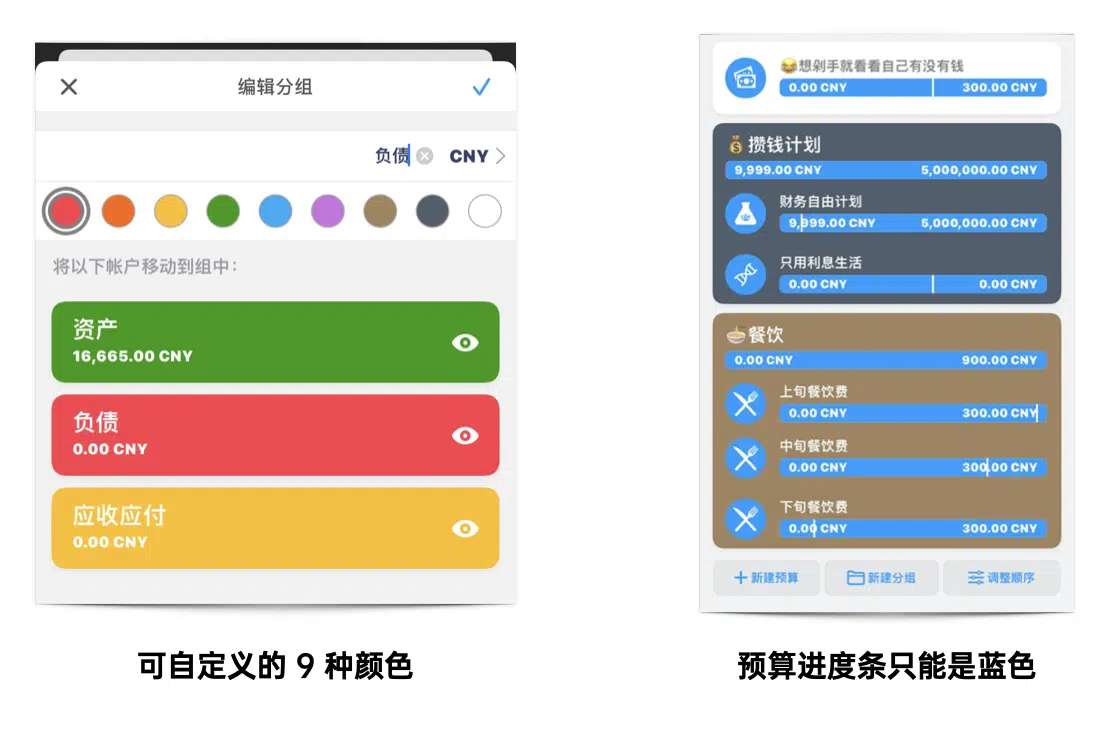 编辑分组
负债 CNY
将以下帐户移动到组中：
资产
16,665.00 CNY
负债
0.00 CNY
应收应付
0.00 CNY
可自定义的 9 种颜色
😂想剁手就看看自己有没有钱
0.00 CNY 300.00 CNY
💰攒钱计划
9,999.00 CNY 5,000,000.00 CNY
财务自由计划
9,999.00 CNY 5,000,000.00 CNY
只用利息生活
0.00 CNY 0.00 CNY
🍜餐饮
0.00 CNY 900.00 CNY
上旬餐饮费
0.00 CNY 300.00 CNY
中旬餐饮费
0.00 CNY 300.00 CNY
下旬餐饮费
0.00 CNY 300.00 CNY
新建预算 新建分组 调整顺序
预算进度条只能是蓝色